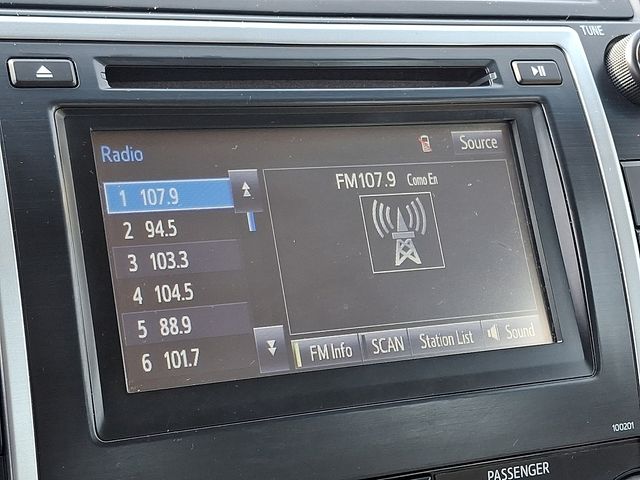 TUNE
Radio
Source
1 107.9
FM107.9 Como En
2 94.5
3 103.3
4 104.5
5 88.9
6 101.7
FM Info SCAN Station List Sound
100201
PASSENGER